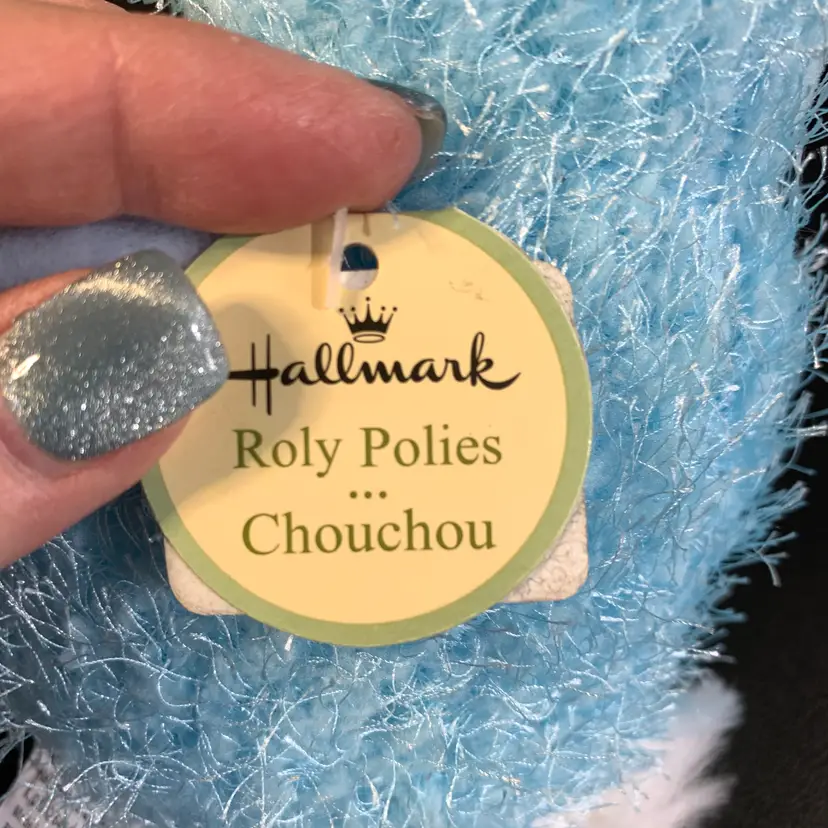 Hallmark
Roly Polies
...
Chouchou